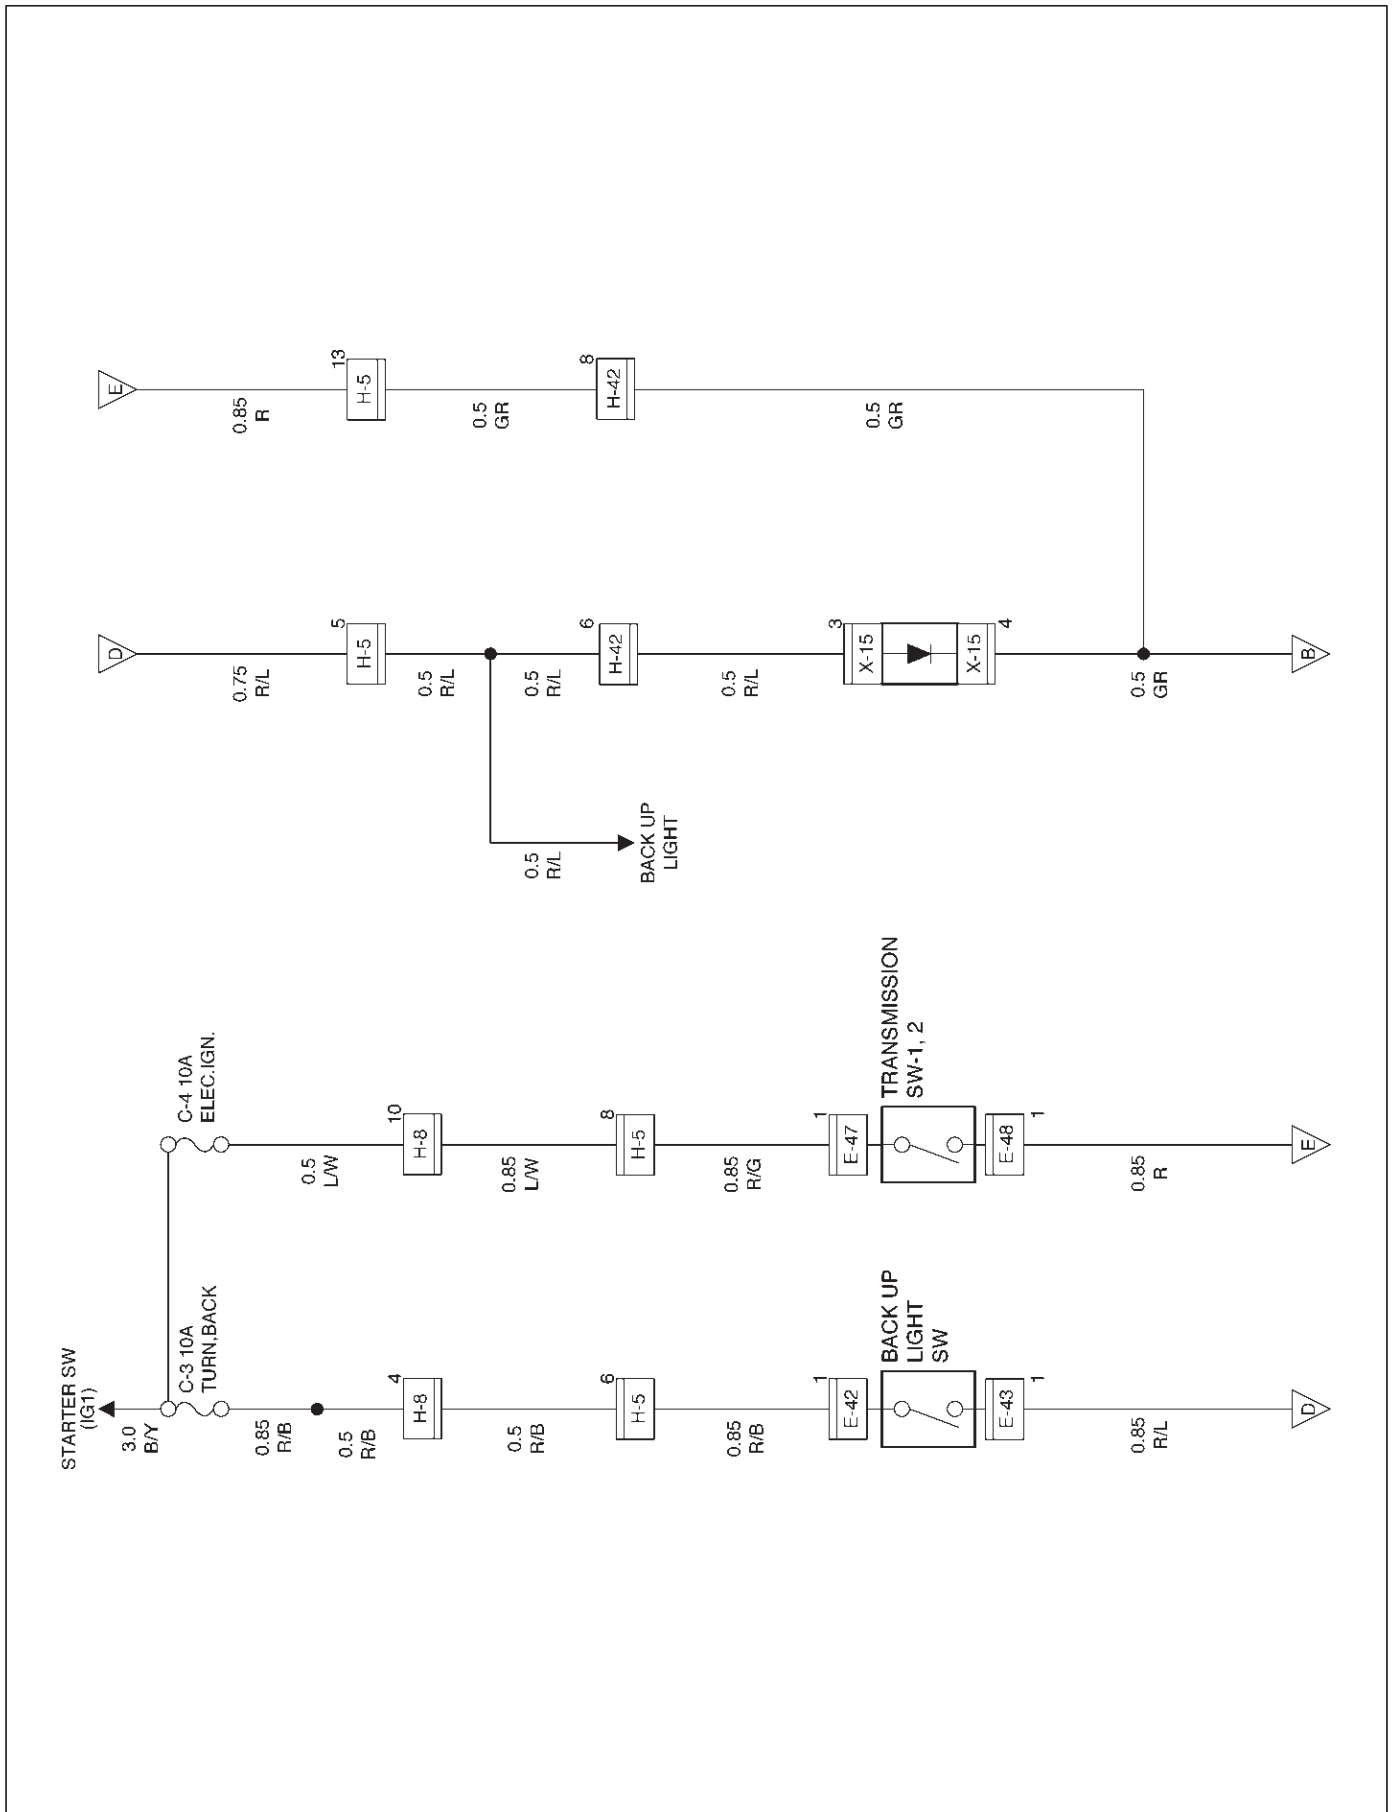 STARTER SW
(IG1)
3.0
B/Y
C-3 10A
TURN,BACK
0.85
R/B
0.5
R/B
4
H-8
0.5
R/B
6
H-5
0.85
R/B
1
E-42
BACK UP
LIGHT
SW
E-43
1
0.85
R/L
D
C-4 10A
ELEC.IGN.
0.5
L/W
10
H-8
0.85
L/W
8
H-5
0.85
R/G
1
E-47
TRANSMISSION
SW-1, 2
E-48
1
0.85
R
E
D
0.75
R/L
5
H-5
0.5
R/L
0.5
R/L
BACK UP
LIGHT
0.5
R/L
6
H-42
0.5
R/L
3
X-15
X-15
4
0.5
GR
B
E
0.85
R
13
H-5
0.5
GR
8
H-42
0.5
GR